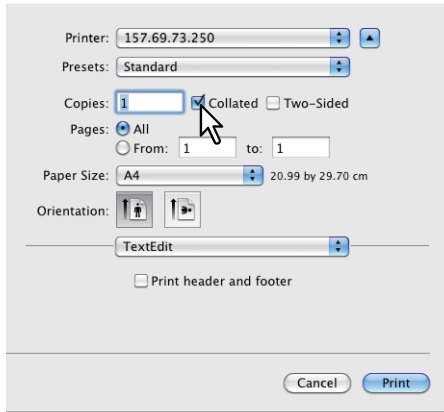 Printer: 157.69.73.250
Presets: Standard
Copies: 1 Collated Two-Sided
Pages: All
From: 1 to: 1
Paper Size: A4 20.99 by 29.70 cm
Orientation:
TextEdit
Print header and footer
Cancel Print